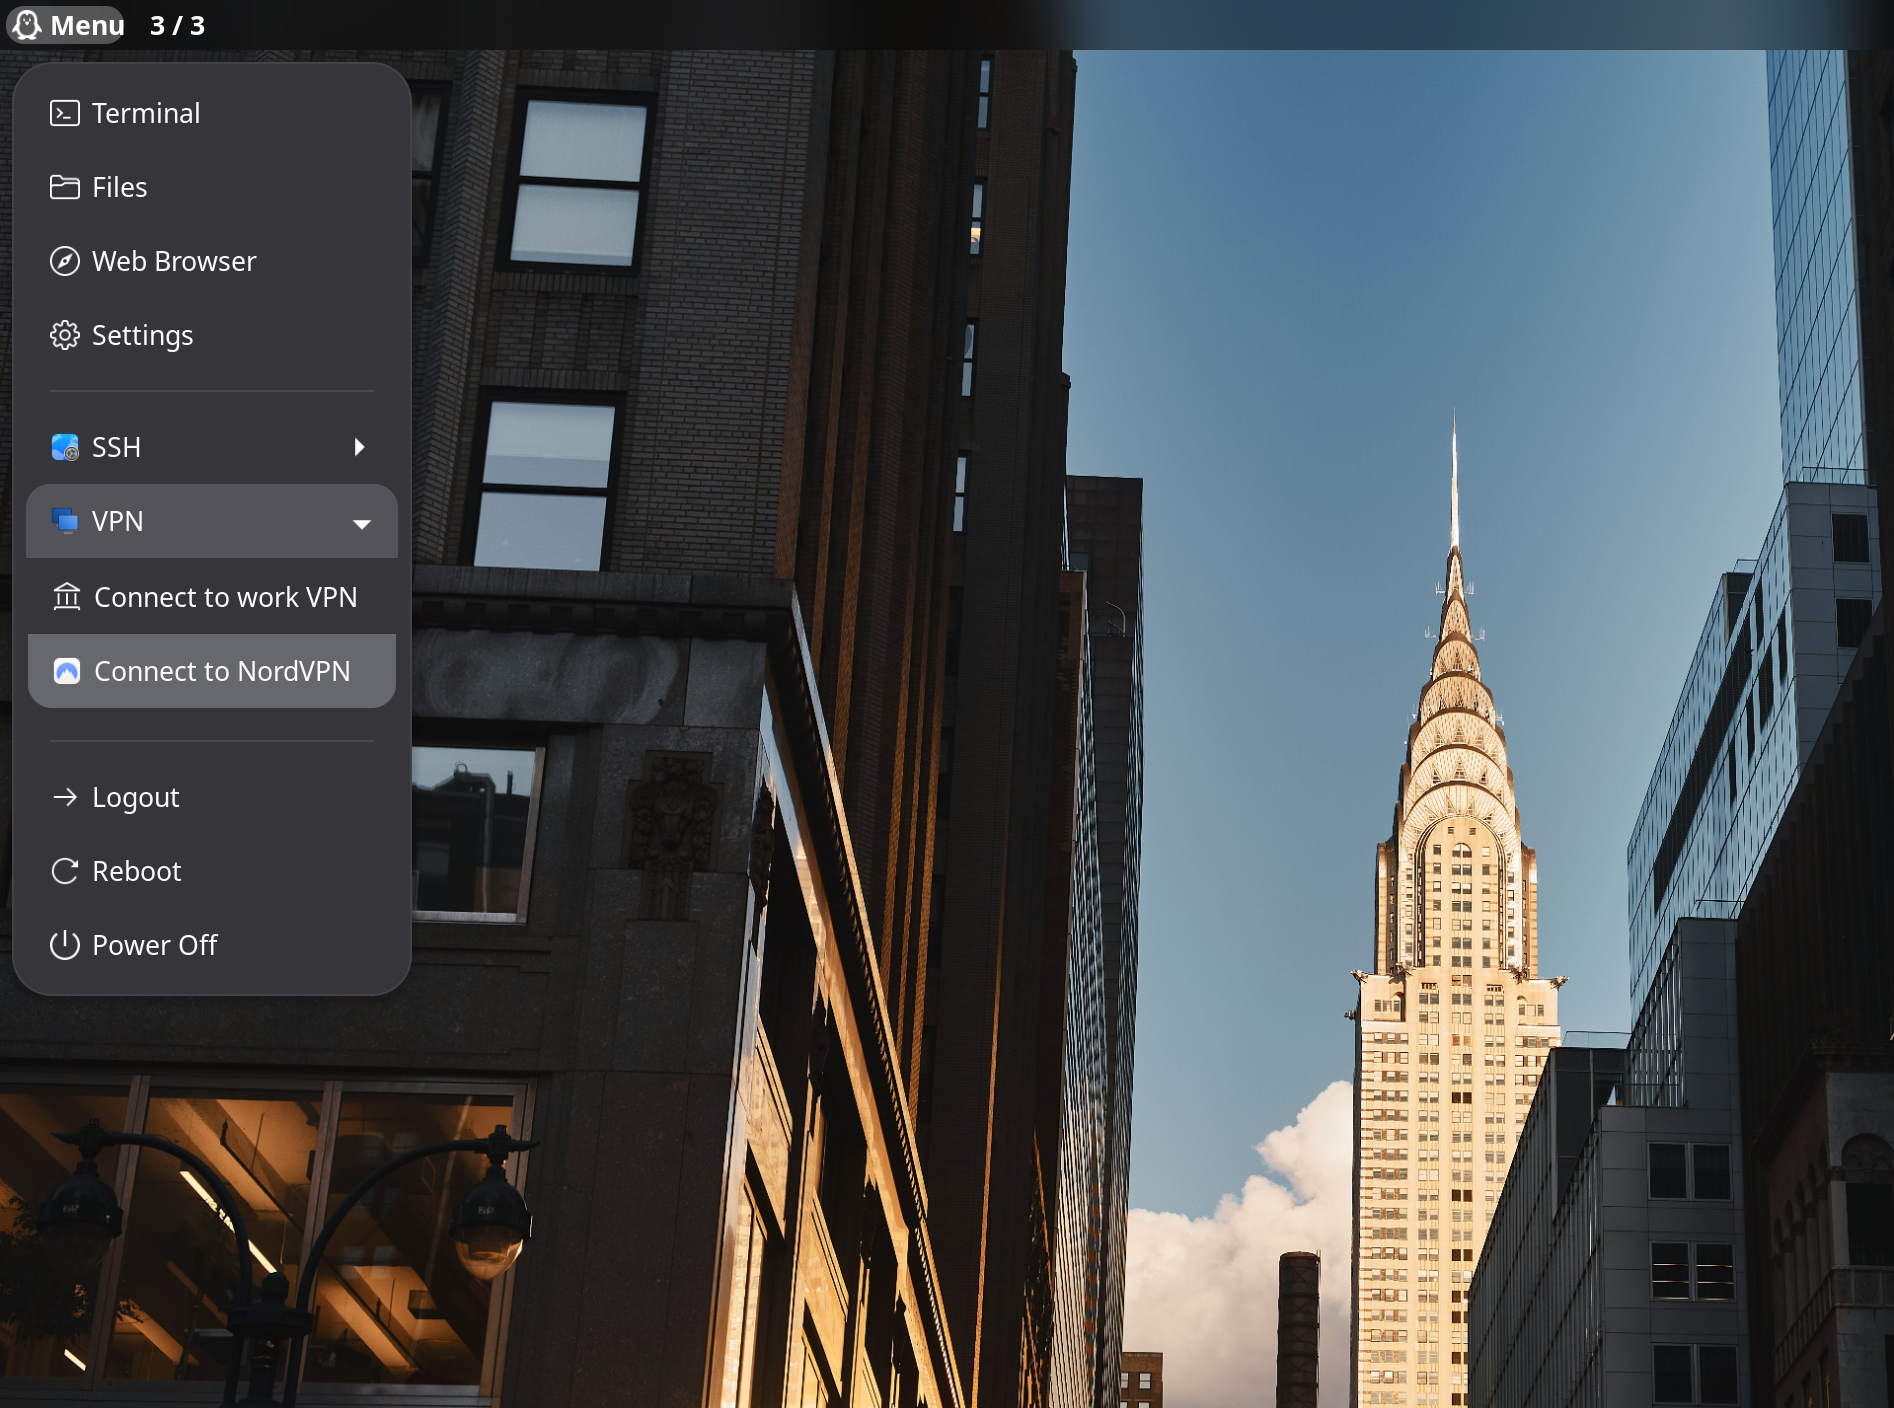 Menu 3 / 3
Terminal
Files
Web Browser
Settings
SSH
VPN
Connect to work VPN
Connect to NordVPN
Logout
Reboot
Power Off